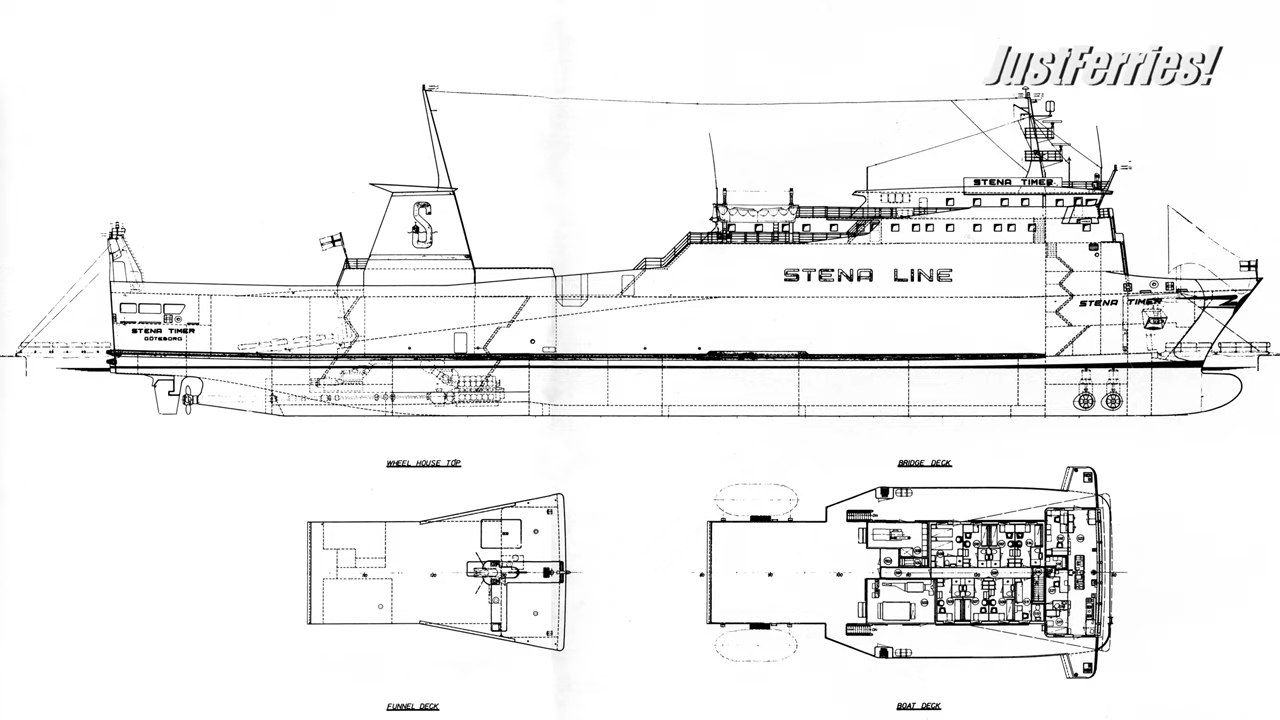 JustFerries!
STENA TIMER
S
STENA LINE
STENA TIMER
STENA TIMER
GÖTEBORG
WHEEL HOUSE TOP
BRIDGE DECK
FUNNEL DECK
BOAT DECK